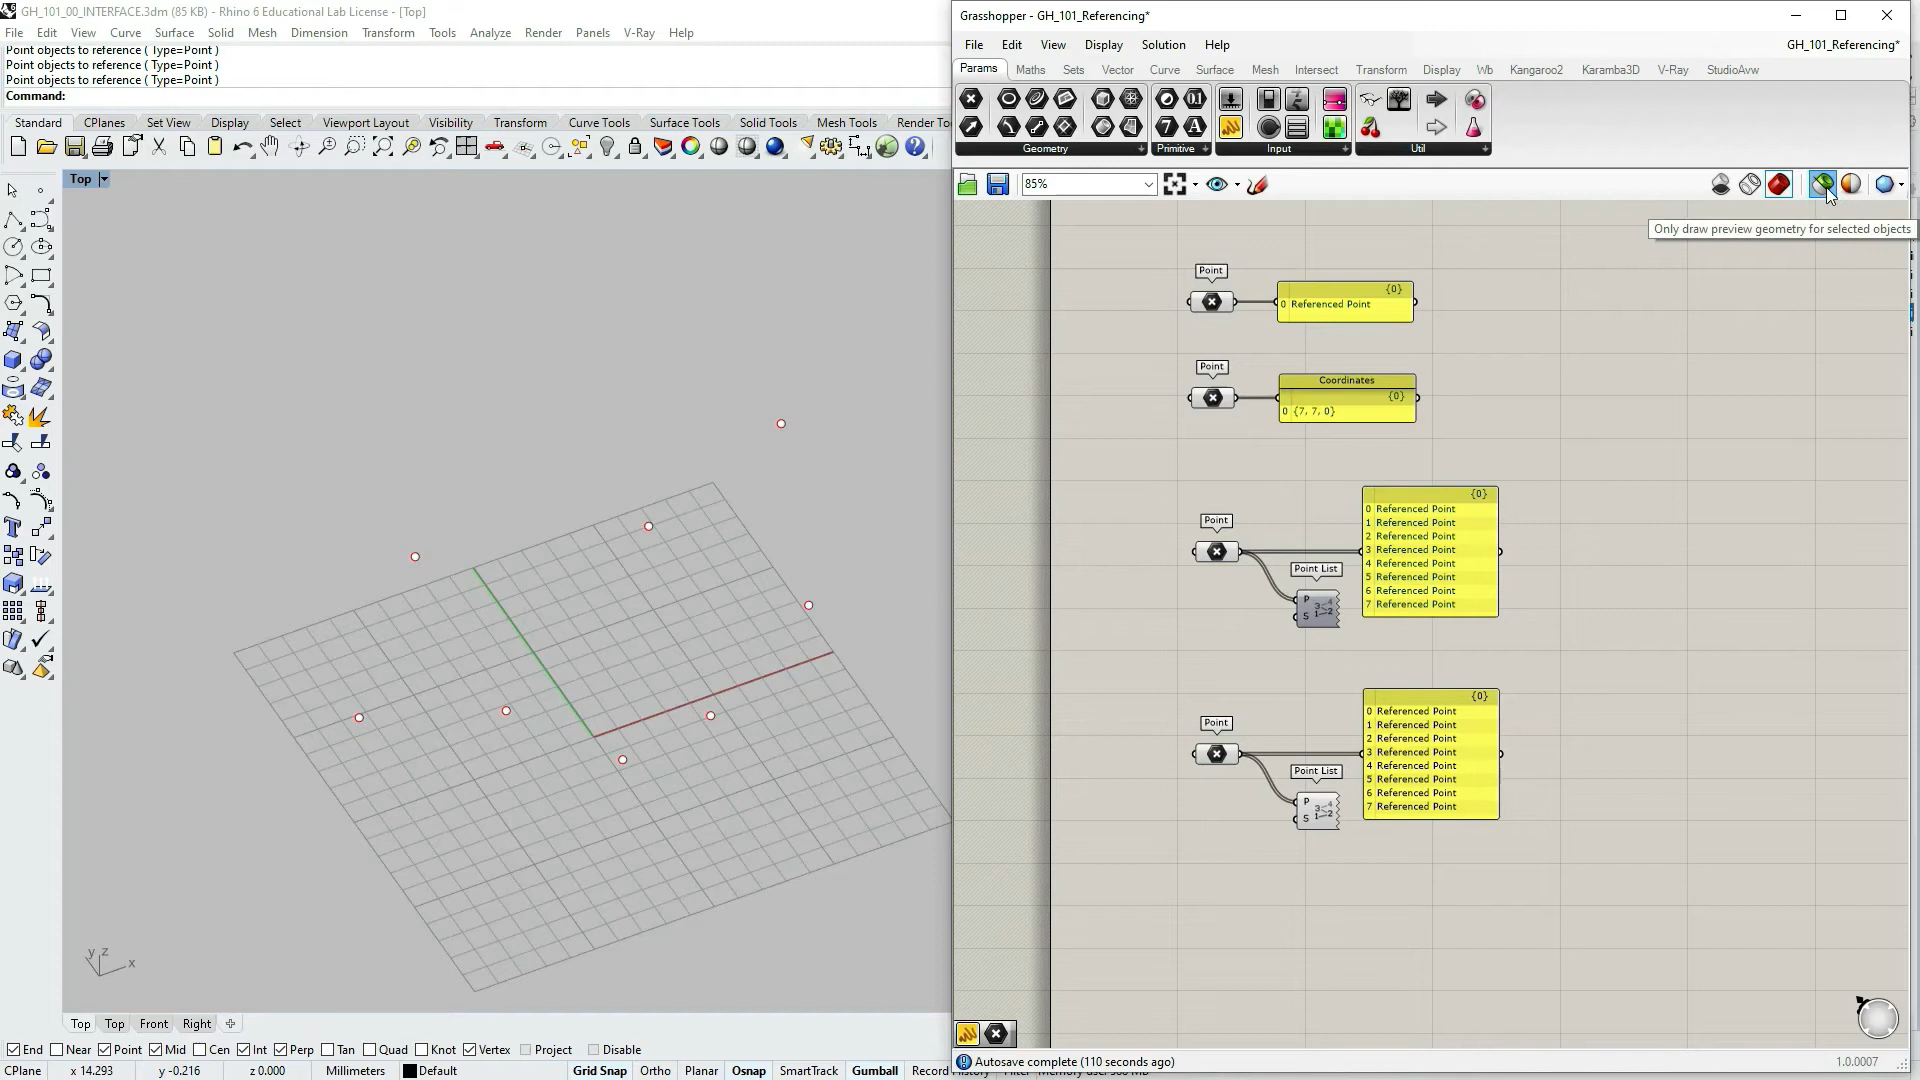 GH_101_00_INTERFACE.3dm (85 KB) - Rhino 6 Educational Lab License - [Top]
File Edit View Curve Surface Solid Mesh Dimension Transform Tools Analyze Render Panels V-Ray Help
Point objects to reference ( Type=Point )
Point objects to reference ( Type=Point )
Point objects to reference ( Type=Point )
Command:
Standard CPlanes Set View Display Select Viewport Layout Visibility Transform Curve Tools Surface Tools Solid Tools Mesh Tools Render To
Top
y z x
Top Top Front Right
End Near Point Mid Cen Int Perp Tan Quad Knot Vertex Project Disable
CPlane x 14.293 y -0.216 z 0.000 Millimeters Default Grid Snap Ortho Planar Osnap SmartTrack Gumball Record
Grasshopper - GH_101_Referencing*
File Edit View Display Solution Help GH_101_Referencing*
Params Maths Sets Vector Curve Surface Mesh Intersect Transform Display Wb Kangaroo2 Karamba3D V-Ray StudioAvw
Geometry Primitive Input Util
85%
Only draw preview geometry for selected objects
Point
{0}
0 Referenced Point
Point
Coordinates
{0}
0 {7, 7, 0}
Point
{0}
0 Referenced Point
1 Referenced Point
2 Referenced Point
3 Referenced Point
4 Referenced Point
5 Referenced Point
6 Referenced Point
7 Referenced Point
Point List
P
S
Point
{0}
0 Referenced Point
1 Referenced Point
2 Referenced Point
3 Referenced Point
4 Referenced Point
5 Referenced Point
6 Referenced Point
7 Referenced Point
Point List
P
S
Autosave complete (110 seconds ago) 1.0.0007